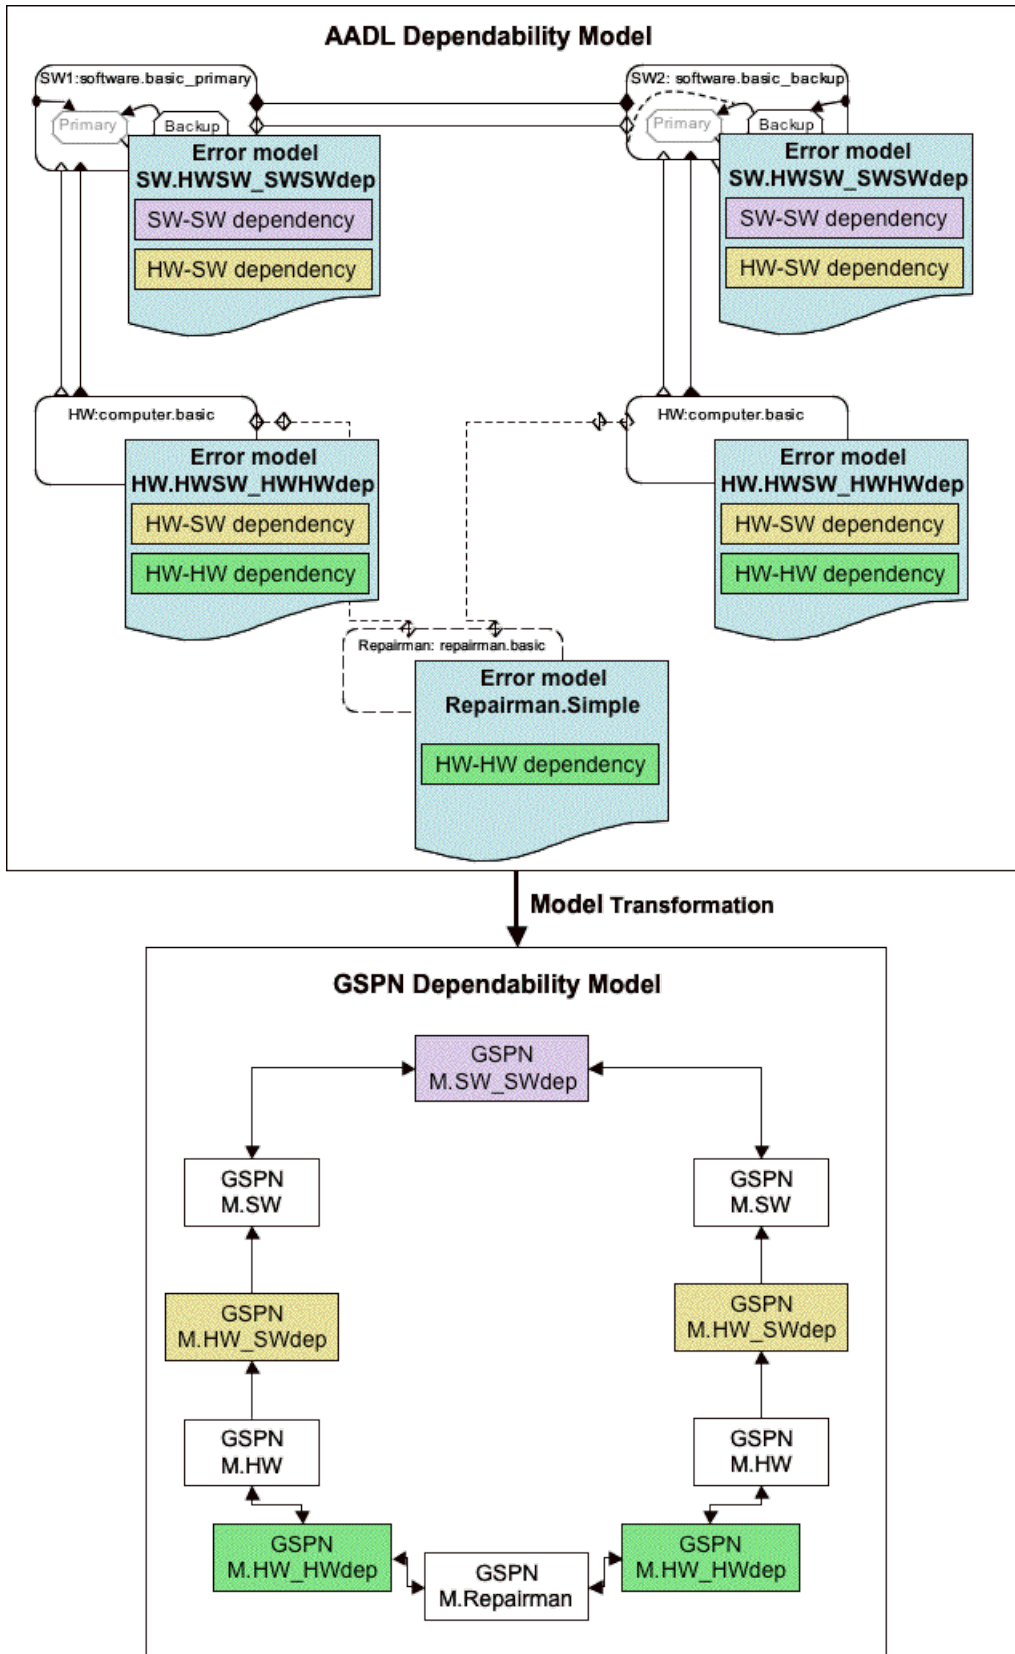 AADL Dependability Model
SW1:software.basic_primary
SW2: software.basic_backup
Primary
Backup
Primary
Backup
Error model
SW.HWSW_SWSWdep
SW-SW dependency
HW-SW dependency
Error model
SW.HWSW_SWSWdep
SW-SW dependency
HW-SW dependency
HW:computer.basic
HW:computer.basic
Error model
HW.HWSW_HWHWdep
HW-SW dependency
HW-HW dependency
Error model
HW.HWSW_HWHWdep
HW-SW dependency
HW-HW dependency
Repairman: repairman.basic
Error model
Repairman.Simple
HW-HW dependency
Model Transformation
GSPN Dependability Model
GSPN
M.SW_SWdep
GSPN
M.SW
GSPN
M.SW
GSPN
M.HW_SWdep
GSPN
M.HW_SWdep
GSPN
M.HW
GSPN
M.HW
GSPN
M.HW_HWdep
GSPN
M.HW_HWdep
GSPN
M.Repairman